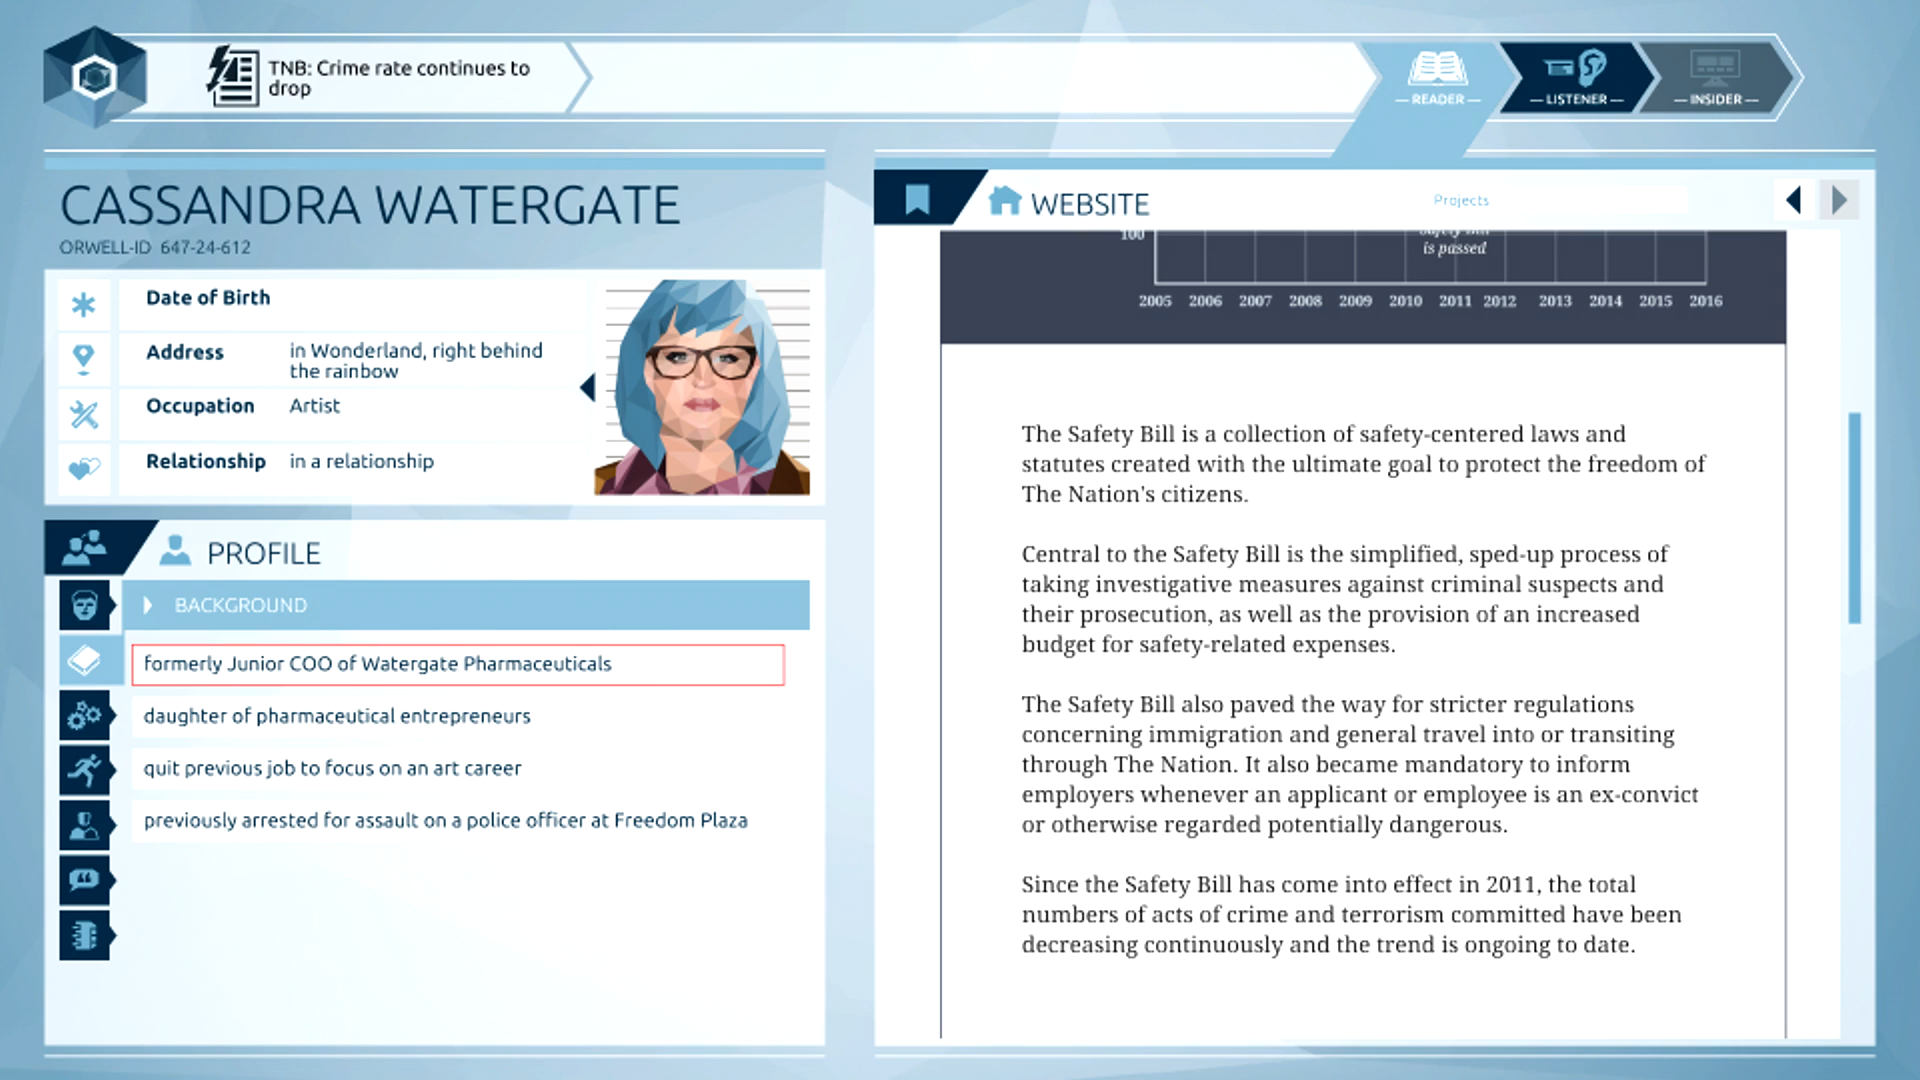 TNB: Crime rate continues to
drop
READER
LISTENER
INSIDER
CASSANDRA WATERGATE
ORWELL-ID 647-24-612
Date of Birth
Address in Wonderland, right behind
the rainbow
Occupation Artist
Relationship in a relationship
PROFILE
BACKGROUND
formerly Junior COO of Watergate Pharmaceuticals
daughter of pharmaceutical entrepreneurs
quit previous job to focus on an art career
previously arrested for assault on a police officer at Freedom Plaza
WEBSITE
Projects
100
Safety Bill
is passed
2005 2006 2007 2008 2009 2010 2011 2012 2013 2014 2015 2016
The Safety Bill is a collection of safety-centered laws and
statutes created with the ultimate goal to protect the freedom of
The Nation's citizens.
Central to the Safety Bill is the simplified, sped-up process of
taking investigative measures against criminal suspects and
their prosecution, as well as the provision of an increased
budget for safety-related expenses.
The Safety Bill also paved the way for stricter regulations
concerning immigration and general travel into or transiting
through The Nation. It also became mandatory to inform
employers whenever an applicant or employee is an ex-convict
or otherwise regarded potentially dangerous.
Since the Safety Bill has come into effect in 2011, the total
numbers of acts of crime and terrorism committed have been
decreasing continuously and the trend is ongoing to date.